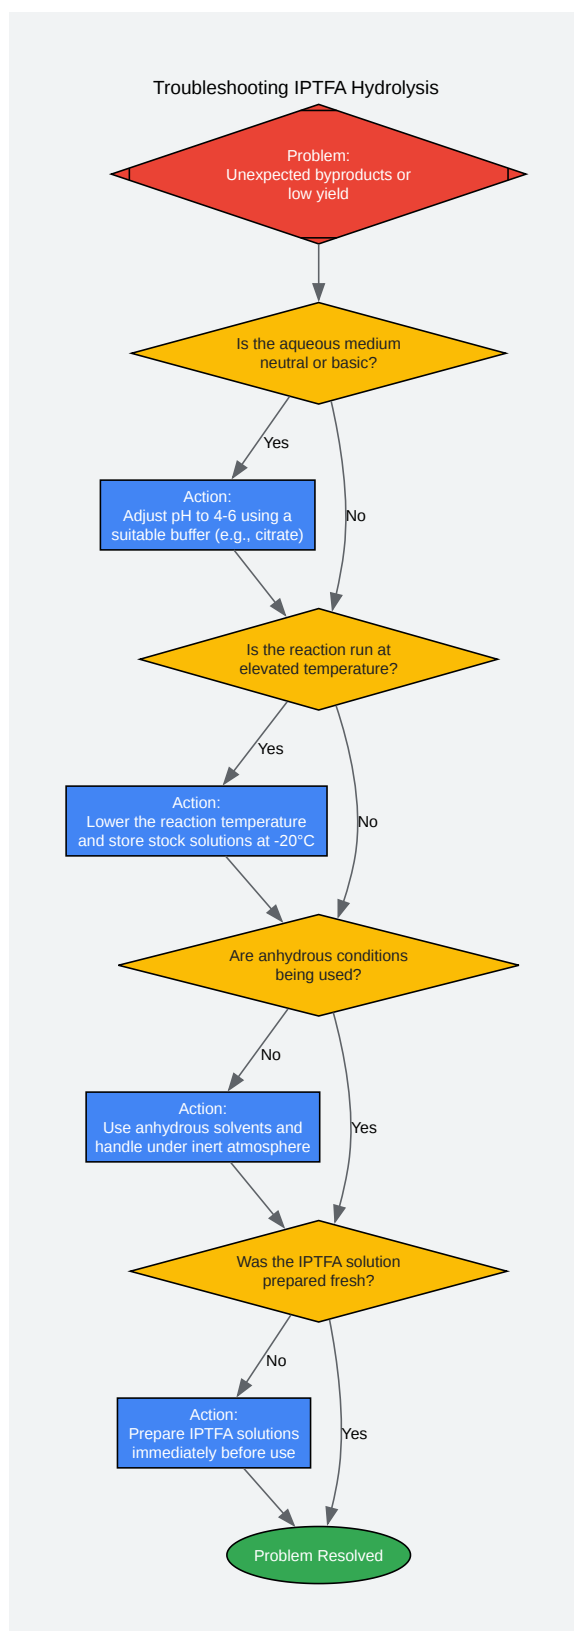 Troubleshooting IPTFA Hydrolysis
Problem:
Unexpected byproducts or
low yield
Is the aqueous medium
neutral or basic?
Yes
Action:
Adjust pH to 4-6 using a
suitable buffer (e.g., citrate)
No
Is the reaction run at
elevated temperature?
Yes
Action:
Lower the reaction temperature
and store stock solutions at -20°C
No
Are anhydrous conditions
being used?
No
Action:
Use anhydrous solvents and
handle under inert atmosphere
Yes
Was the IPTFA solution
prepared fresh?
No
Action:
Prepare IPTFA solutions
immediately before use
Yes
Problem Resolved